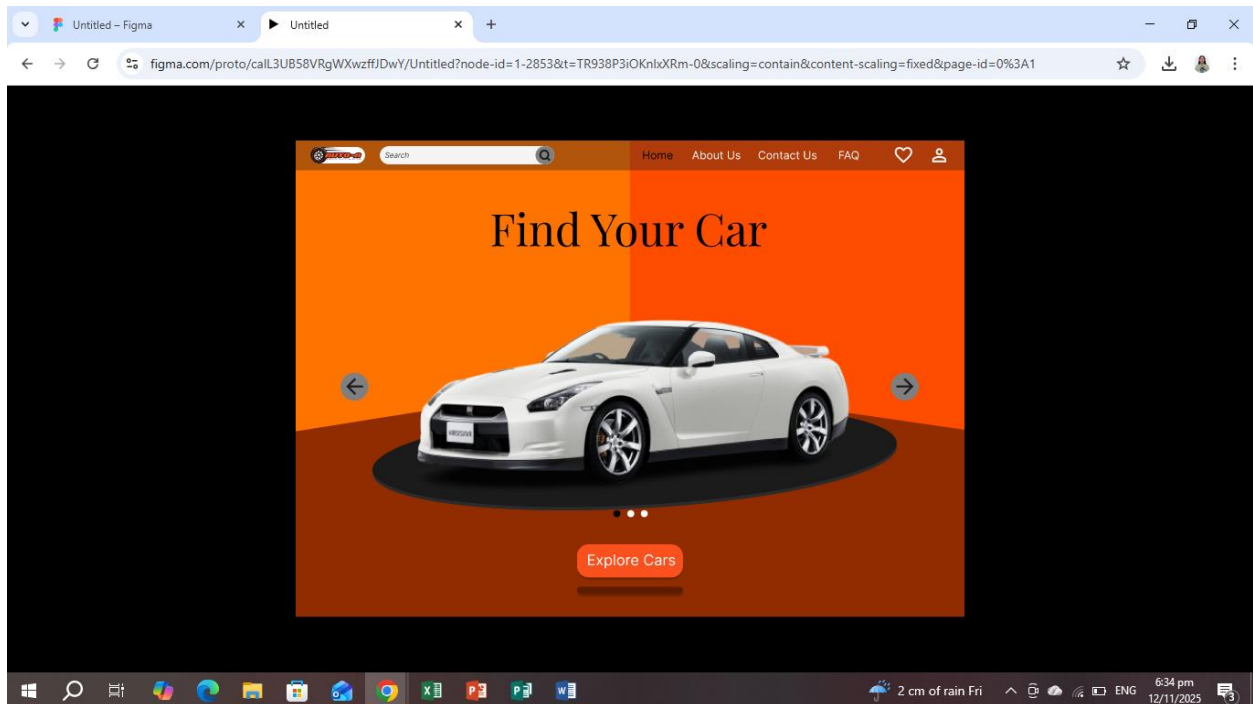 Untitled – Figma
Untitled
figma.com/proto/calL3UB58VRgWXwzffJDwY/Untitled?node-id=1-2853&t=TR938P3iOKnlxXRm-0&scaling=contain&content-scaling=fixed&page-id=0%3A1
Search Home About Us Contact Us FAQ
Find Your Car
Explore Cars
2 cm of rain Fri ENG 6:34 pm
12/11/2025
3